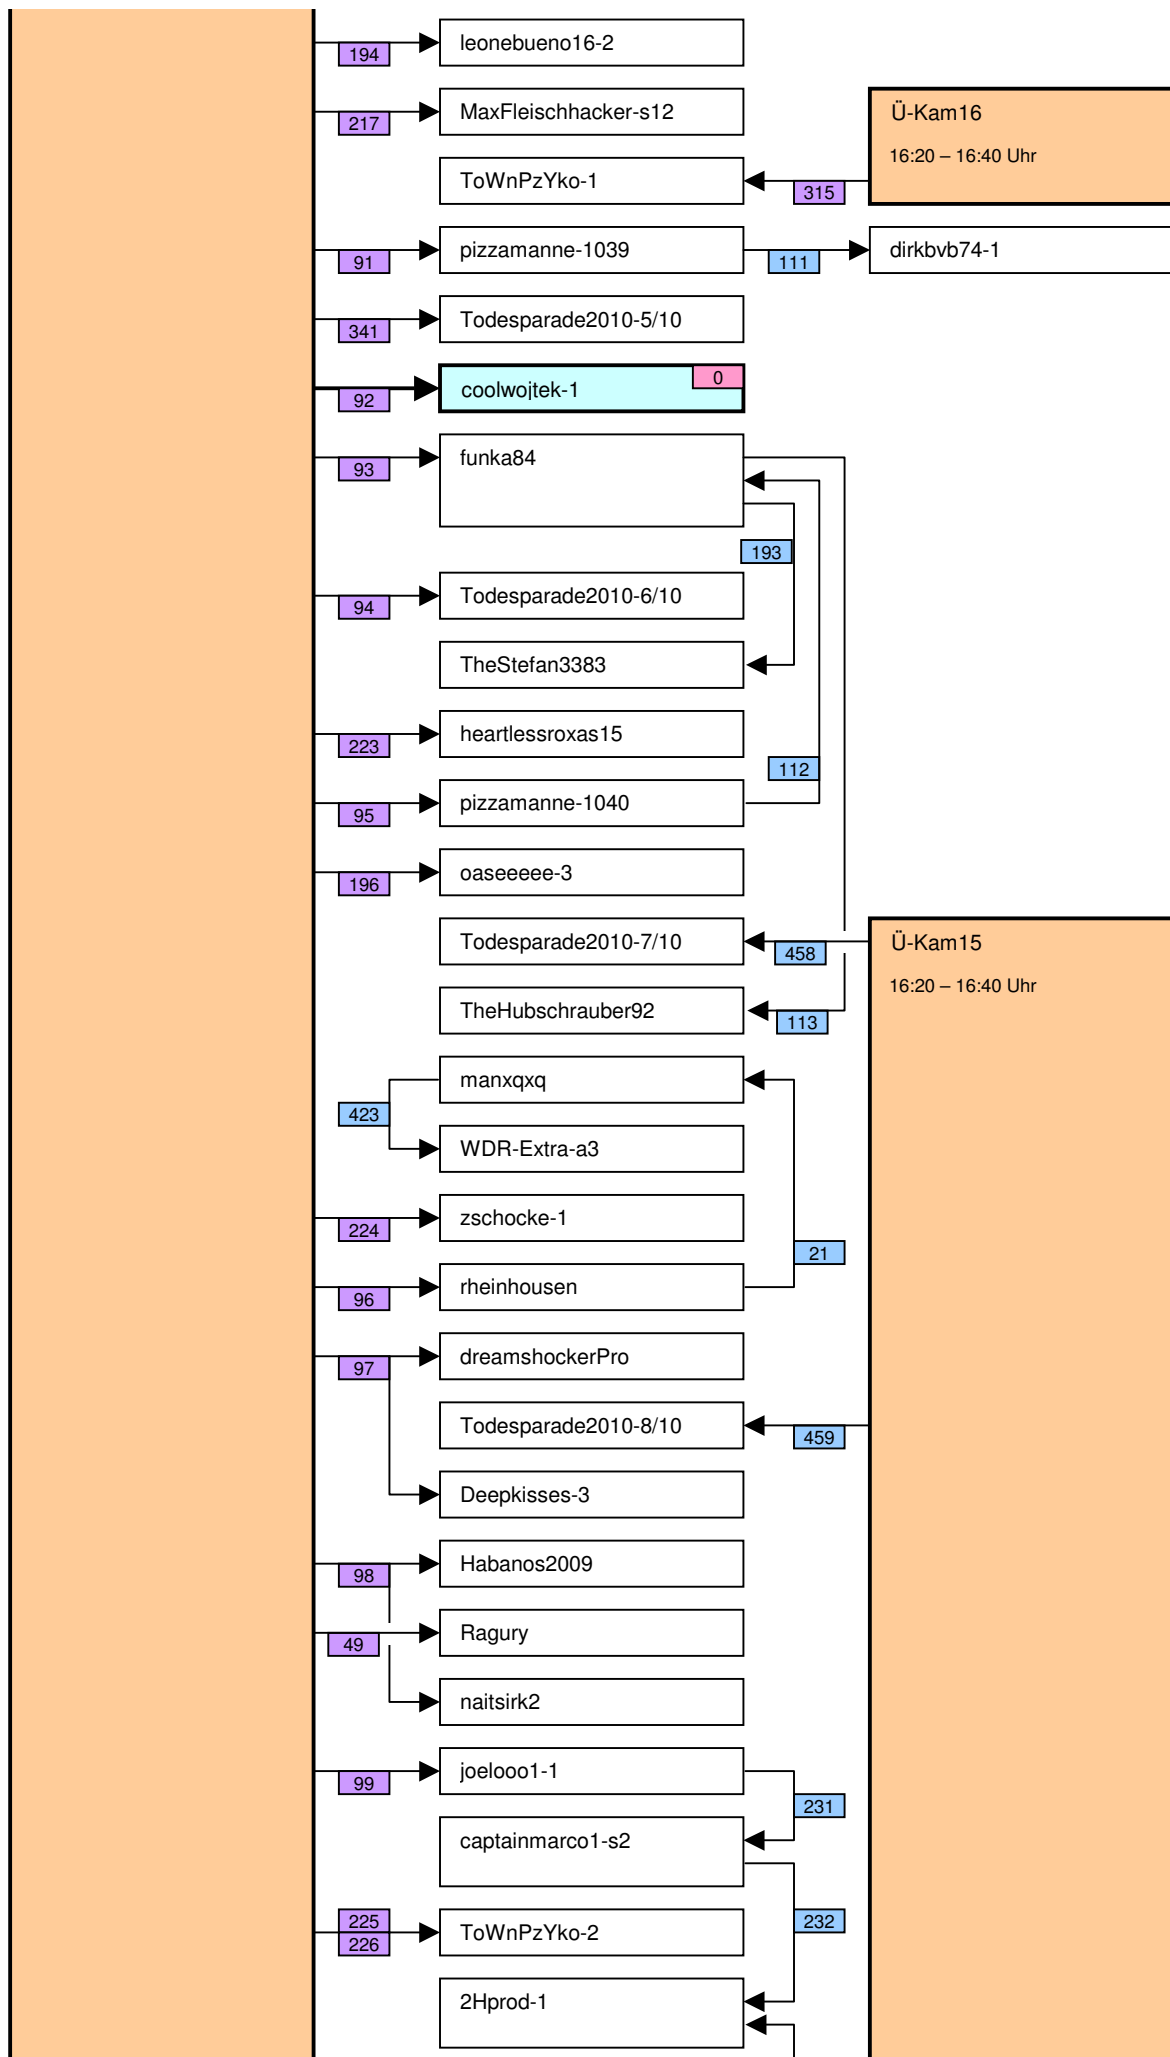 leonebueno16-2
194
MaxFleischhacker-s12
217
Ü-Kam16
16:20 – 16:40 Uhr
ToWnPzYko-1
315
pizzamanne-1039
91
111
dirkbvb74-1
Todesparade2010-5/10
341
0
coolwojtek-1
92
funka84
93
193
Todesparade2010-6/10
94
TheStefan3383
heartlessroxas15
223
112
pizzamanne-1040
95
oaseeeee-3
196
Todesparade2010-7/10
458
Ü-Kam15
16:20 – 16:40 Uhr
TheHubschrauber92
113
manxqxq
423
WDR-Extra-a3
zschocke-1
224
21
rheinhousen
96
dreamshockerPro
97
Todesparade2010-8/10
459
Deepkisses-3
Habanos2009
98
Ragury
49
naitsirk2
joelooo1-1
99
231
captainmarco1-s2
225
226
ToWnPzYko-2
232
2Hprod-1